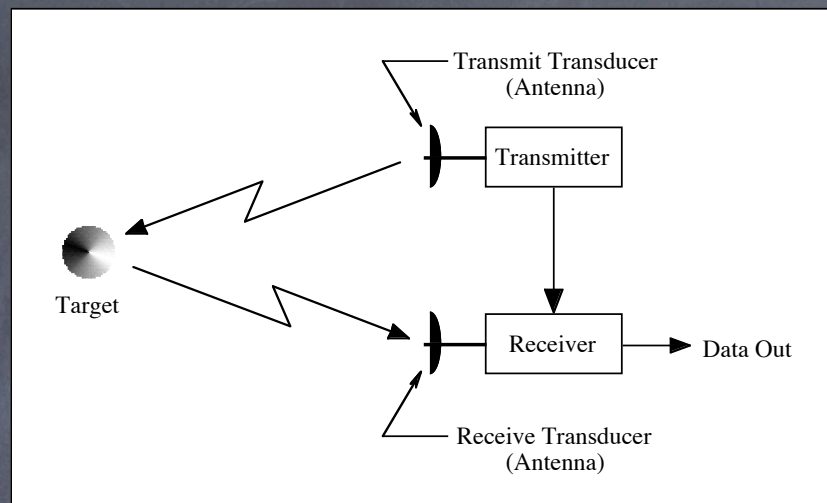 Transmit Transducer
(Antenna)
Transmitter
Target
Receiver
Data Out
Receive Transducer
(Antenna)